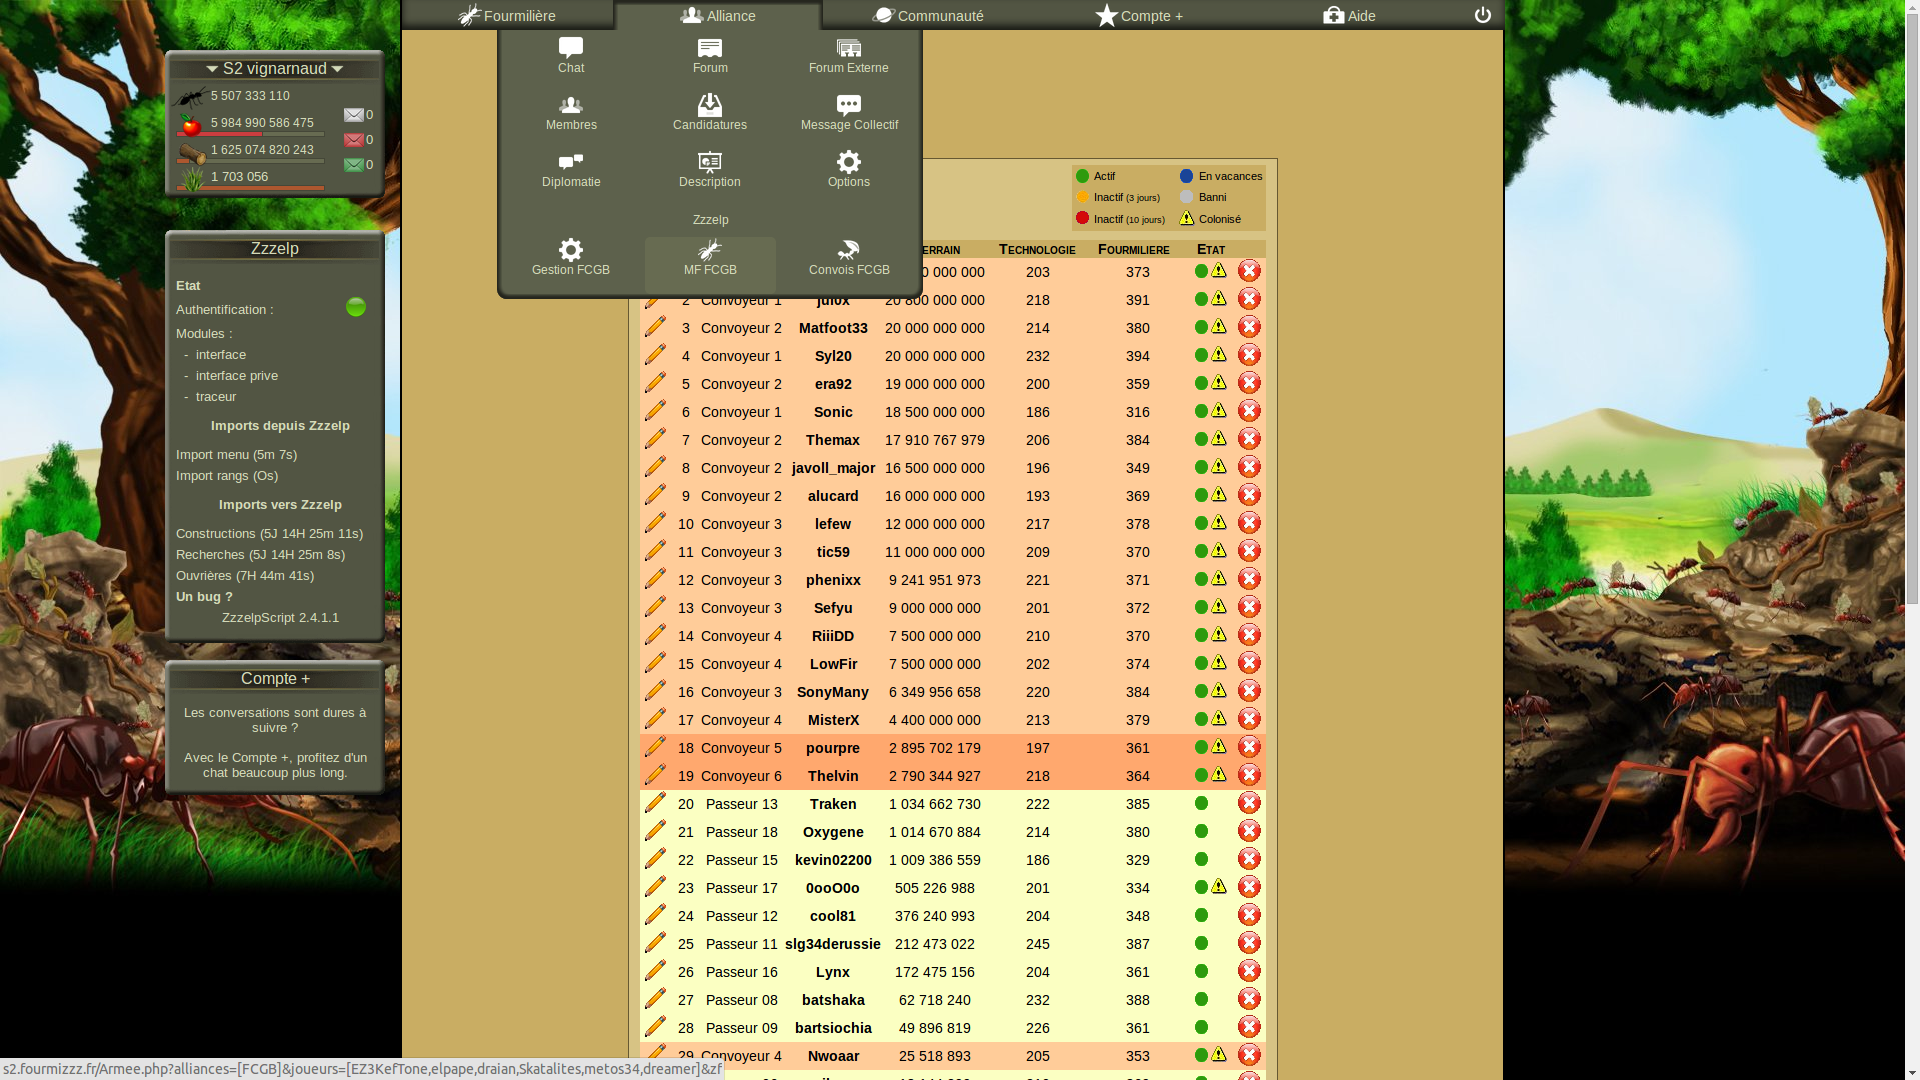 Fourmilière Alliance Communauté Compte + Aide
S2 vignarnaud
5 507 333 110
5 984 990 586 475
1 625 074 820 243
1 703 056
0
0
0
Zzzelp
Etat
Authentification :
Modules :
- interface
- interface prive
- traceur
Imports depuis Zzzelp
Import menu (5m 7s)
Import rangs (Os)
Imports vers Zzzelp
Constructions (5J 14H 25m 11s)
Recherches (5J 14H 25m 8s)
Ouvrières (7H 44m 41s)
Un bug ?
ZzzelpScript 2.4.1.1
Compte +
Les conversations sont dures à
suivre ?
Avec le Compte +, profitez d'un
chat beaucoup plus long.
Chat Forum Forum Externe
Membres Candidatures Message Collectif
Diplomatie Description Options
Zzzelp
Gestion FCGB MF FCGB Convois FCGB
Actif En vacances
Inactif (3 jours) Banni
Inactif (10 jours) Colonisé
Technologie Fourmiliere Etat
0 000 000 203 373
2 Convoyeur 1 jul0x 20 800 000 000 218 391
3 Convoyeur 2 Matfoot33 20 000 000 000 214 380
4 Convoyeur 1 Syl20 20 000 000 000 232 394
5 Convoyeur 2 era92 19 000 000 000 200 359
6 Convoyeur 1 Sonic 18 500 000 000 186 316
7 Convoyeur 2 Themax 17 910 767 979 206 384
8 Convoyeur 2 javoll_major 16 500 000 000 196 349
9 Convoyeur 2 alucard 16 000 000 000 193 369
10 Convoyeur 3 lefew 12 000 000 000 217 378
11 Convoyeur 3 tic59 11 000 000 000 209 370
12 Convoyeur 3 phenixx 9 241 951 973 221 371
13 Convoyeur 3 Sefyu 9 000 000 000 201 372
14 Convoyeur 4 RiiiDD 7 500 000 000 210 370
15 Convoyeur 4 LowFir 7 500 000 000 202 374
16 Convoyeur 3 SonyMany 6 349 956 658 220 384
17 Convoyeur 4 MisterX 4 400 000 000 213 379
18 Convoyeur 5 pourpre 2 895 702 179 197 361
19 Convoyeur 6 Thelvin 2 790 344 927 218 364
20 Passeur 13 Traken 1 034 662 730 222 385
21 Passeur 18 Oxygene 1 014 670 884 214 380
22 Passeur 15 kevin02200 1 009 386 559 186 329
23 Passeur 17 0ooO0o 505 226 988 201 334
24 Passeur 12 cool81 376 240 993 204 348
25 Passeur 11 slg34derussie 212 473 022 245 387
26 Passeur 16 Lynx 172 475 156 204 361
27 Passeur 08 batshaka 62 718 240 232 388
28 Passeur 09 bartsiochia 49 896 819 226 361
29 Convoyeur 4 Nwoaar 25 518 893 205 353
s2.fourmizzz.fr/Armee.php?alliances=[FCGB]&joueurs=[EZ3KefTone,elpape,draian,Skatalites,metos34,dreamer]&zf